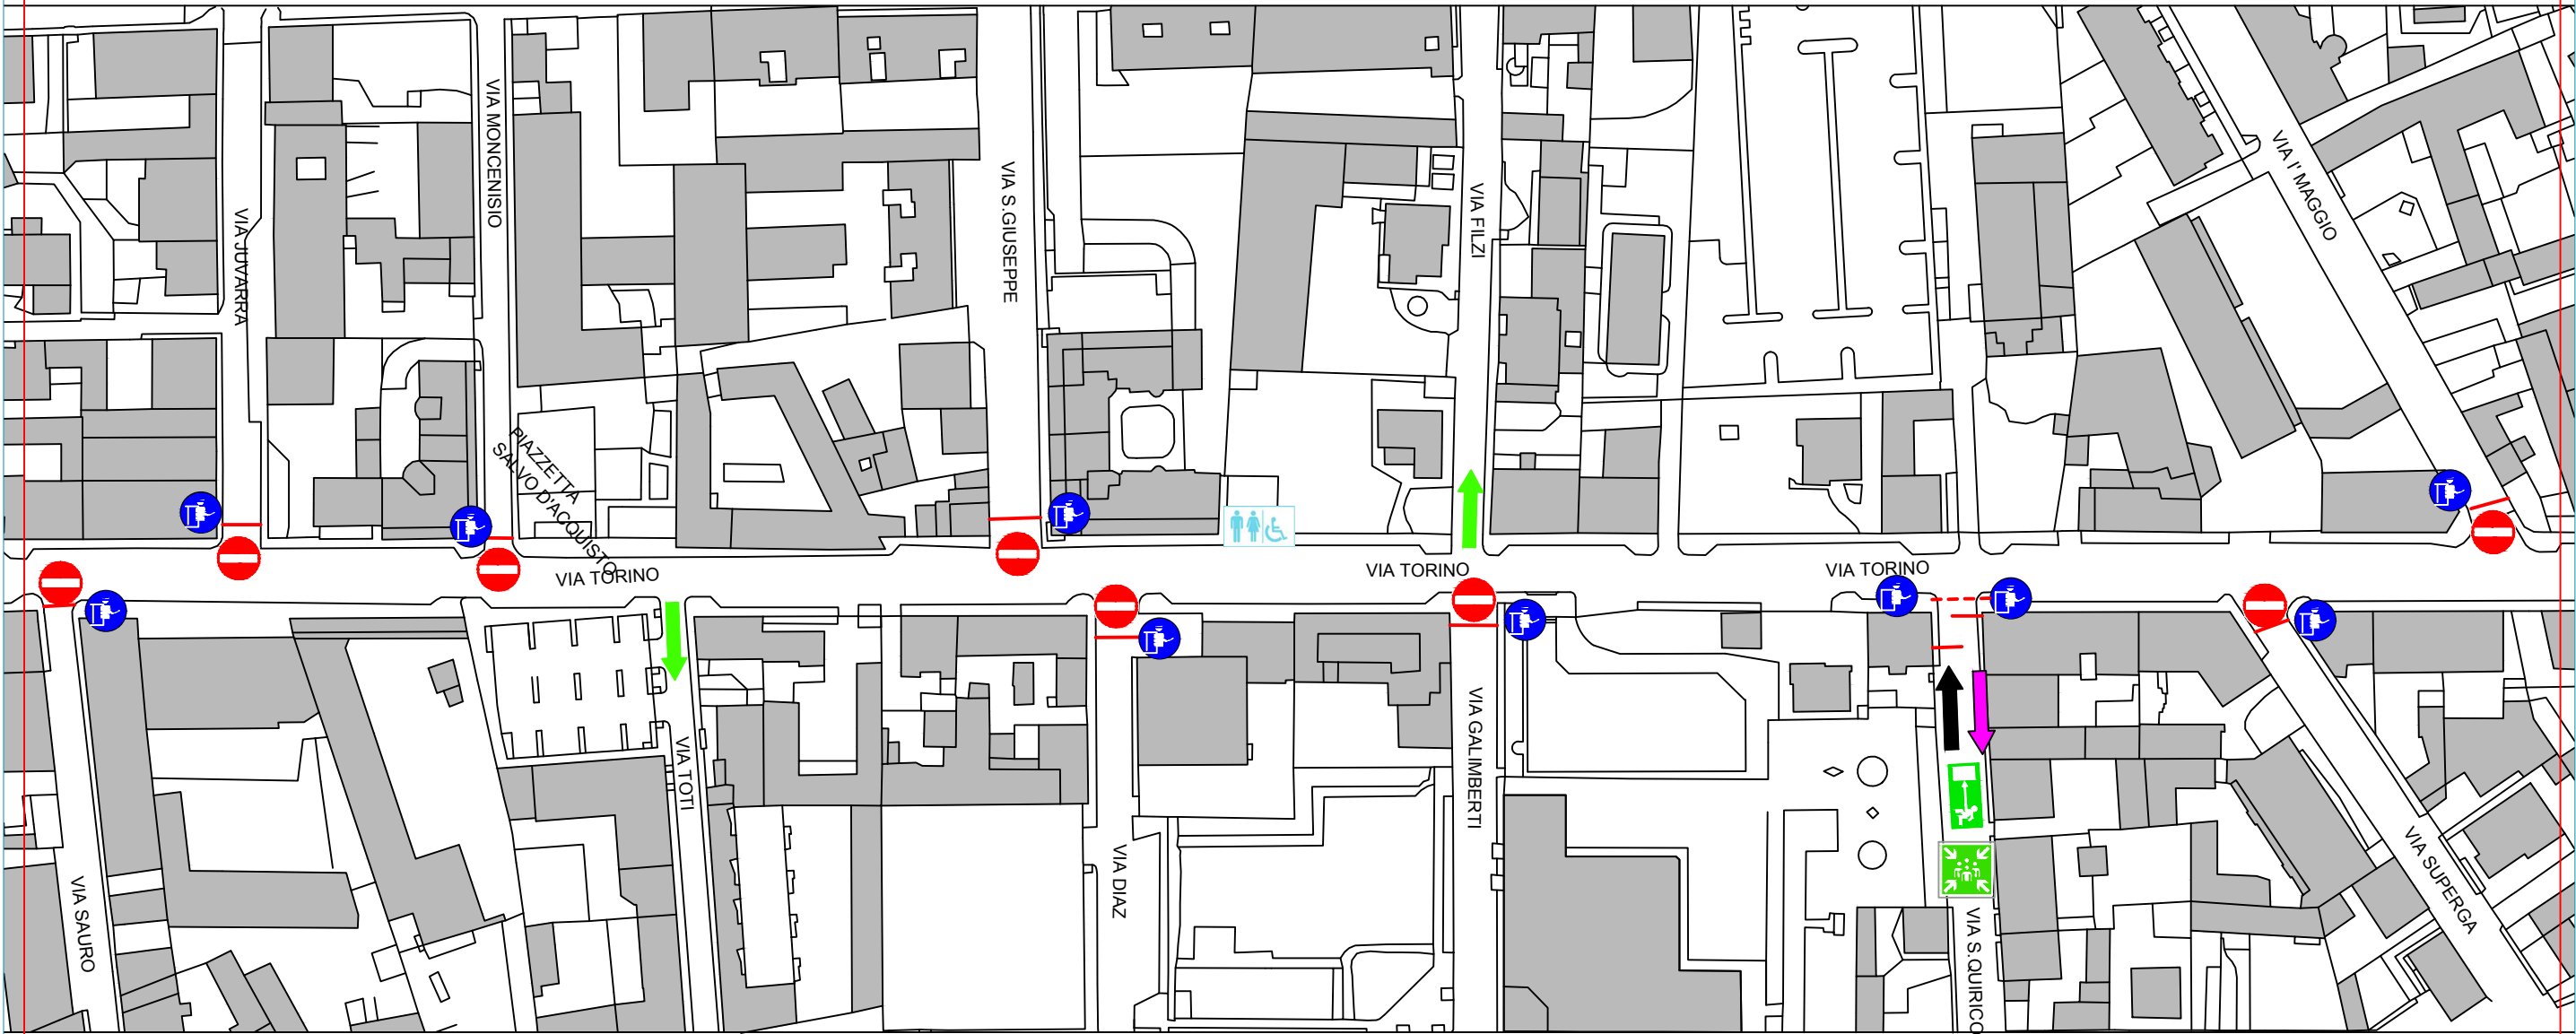 VIA JUVARRA
VIA MONCENISIO
VIA S.GIUSEPPE
VIA FILZI
VIA I° MAGGIO
PIAZZETTA
SALVO D'ACQUISTO
VIA TORINO
VIA TORINO
VIA TORINO
VIA SAURO
VIA TOTI
VIA DIAZ
VIA GALIMBERTI
VIA S.QUIRICO
VIA SUPERGA